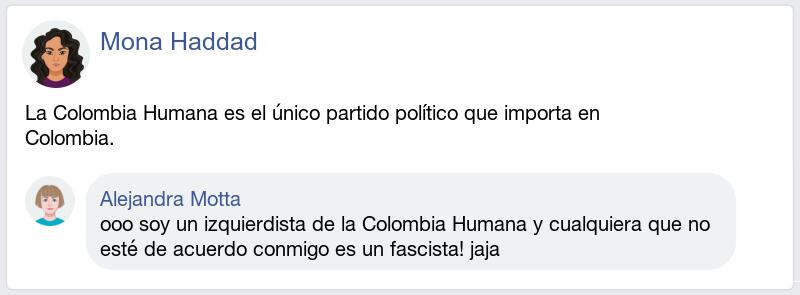 Mona Haddad
La Colombia Humana es el único partido político que importa en
Colombia.
Alejandra Motta
ooo soy un izquierdista de la Colombia Humana y cualquiera que no
esté de acuerdo conmigo es un fascista! jaja